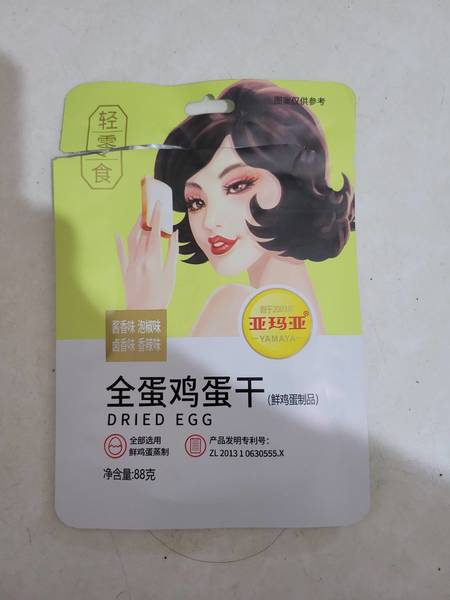 图案仅供参考
轻零食
酱香味 泡椒味
卤香味 香辣味
亚玛亚®
YAMAYA
全蛋鸡蛋干(鲜鸡蛋制品)
DRIED EGG
全部选用
鲜鸡蛋蒸制
产品发明专利号:
ZL 2013 1 0630555.X
净含量:88克